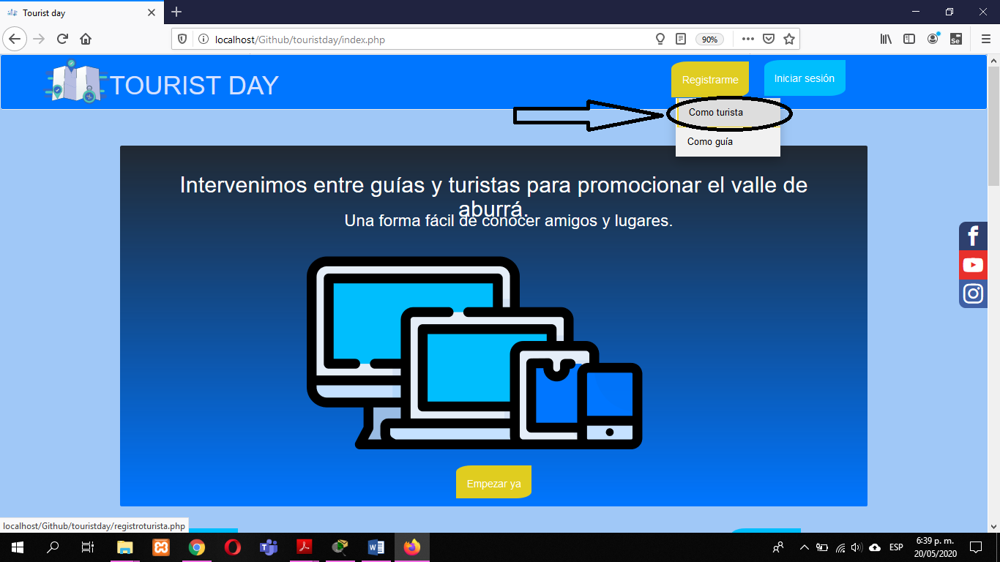 Tourist day
localhost/Github/touristday/index.php
90%
Se
TOURIST DAY
Registrarme
Iniciar sesión
Como turista
Como guía
Intervenimos entre guías y turistas para promocionar el valle de
aburrá.
Una forma fácil de conocer amigos y lugares.
Empezar ya
localhost/Github/touristday/registroturista.php
ESP
6:39 p. m.
20/05/2020